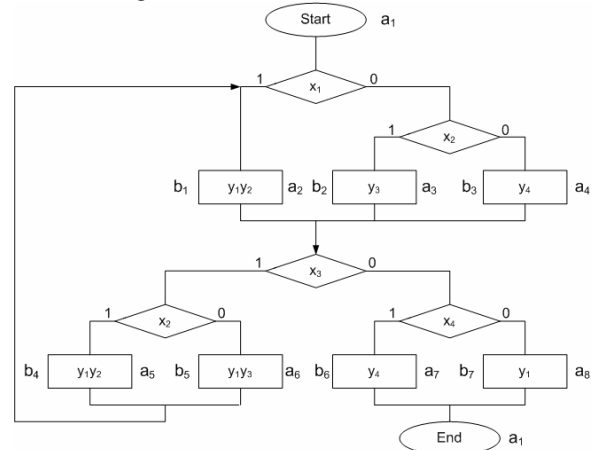 Start a₁
1 x₁ 0
1 x₂ 0
b₁ y₁y₂ a₂ b₂ y₃ a₃ b₃ y₄ a₄
1 x₃ 0
1 x₂ 0 1 x₄ 0
b₄ y₁y₂ a₅ b₅ y₁y₃ a₆ b₆ y₄ a₇ b₇ y₁ a₈
End a₁